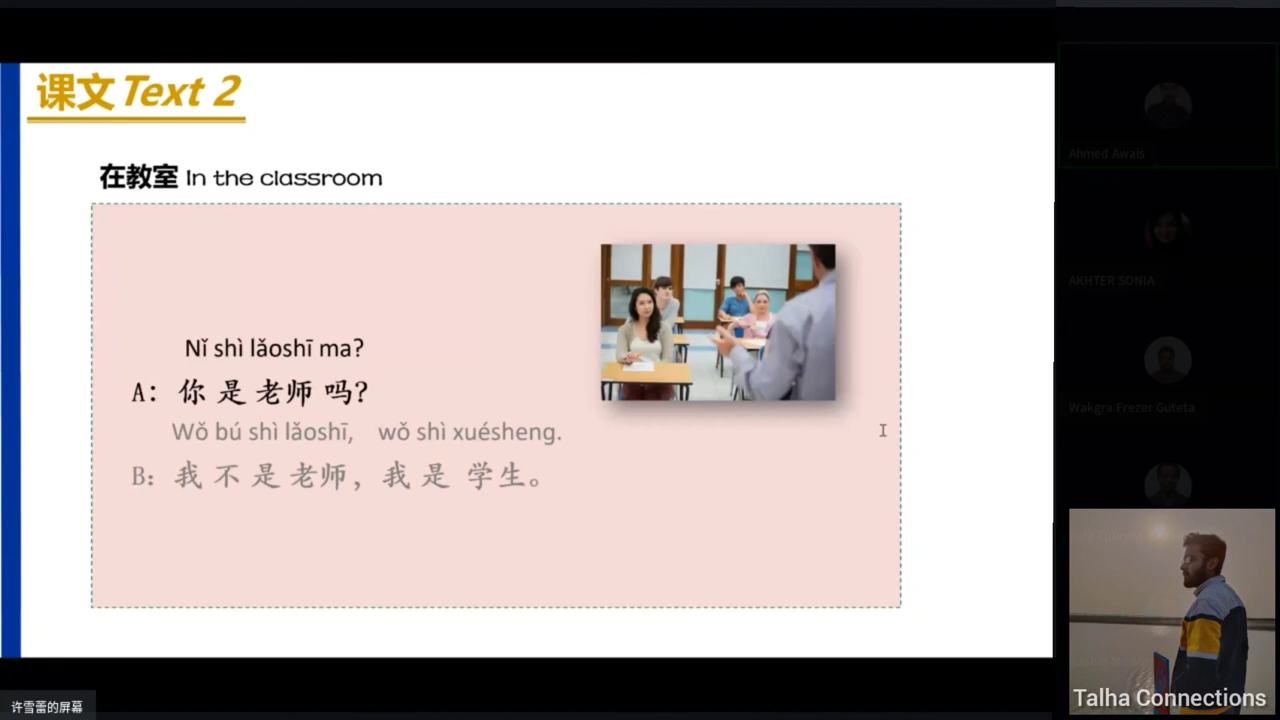 课文 Text 2
在教室 In the classroom
Nǐ shì lǎoshī ma?
A：你 是 老师 吗？
Wǒ bú shì lǎoshī, wǒ shì xuésheng.
B：我 不 是 老师，我 是 学生。
Ahmed Awais
AKHTER SONIA
Wakgra Frezer Guteta
Talha Connections
许雪蕾的屏幕